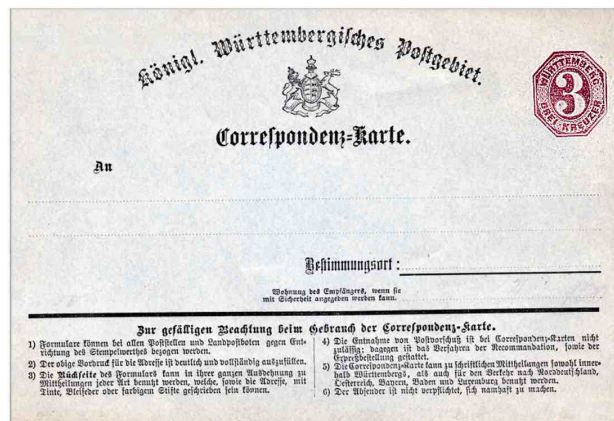 Königl. Württembergisches Postgebiet.
WÜRTTEMBERG
3
DREI KREUZER
Correspondenz-Karte.
An
Bestimmungsort:
Wohnung des Empfängers, wenn sie
mit Sicherheit angegeben werden kann.
Zur gefälligen Beachtung beim Gebrauch der Correspondenz-Karte.
1) Formulare können bei allen Poststellen und Landpostboten gegen Ent-
richtung des Stempelwerthes bezogen werden.
2) Der obige Vordruck für die Adresse ist deutlich und vollständig auszufüllen.
3) Die Rückseite des Formulars kann in ihrer ganzen Ausdehnung zu
Mittheilungen jeder Art benutzt werden, welche, sowie die Adresse, mit
Tinte, Bleifeder oder farbigem Stifte geschrieben sein können.
4) Die Entnahme von Postvorschuß ist bei Correspondenz-Karten nicht
zulässig; dagegen ist das Verfahren der Recommandation, sowie der
Expreßbestellung gestattet.
5) Die Correspondenz-Karte kann zu schriftlichen Mittheilungen sowohl inner-
halb Württembergs, als auch für den Verkehr nach Norddeutschland,
Oesterreich, Bayern, Baden und Luxemburg benutzt werden.
6) Der Absender ist nicht verpflichtet, sich namhaft zu machen.